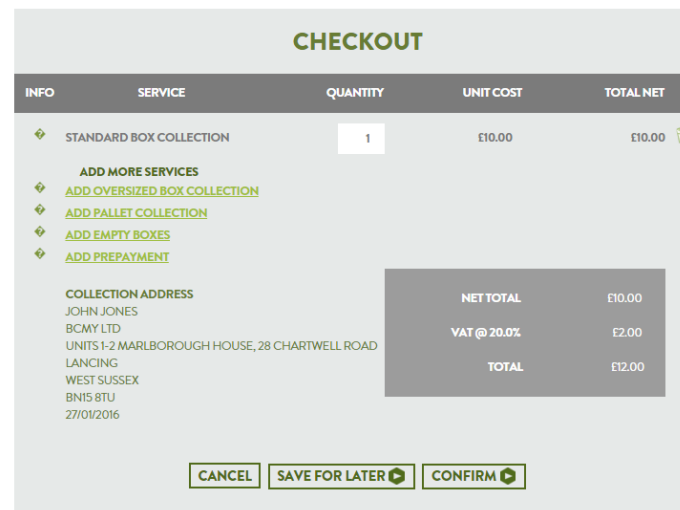 CHECKOUT
INFO SERVICE QUANTITY UNIT COST TOTAL NET
STANDARD BOX COLLECTION 1 £10.00 £10.00
ADD MORE SERVICES
ADD OVERSIZED BOX COLLECTION
ADD PALLET COLLECTION
ADD EMPTY BOXES
ADD PREPAYMENT
COLLECTION ADDRESS
JOHN JONES
BCMY LTD
UNITS 1-2 MARLBOROUGH HOUSE, 28 CHARTWELL ROAD
LANCING
WEST SUSSEX
BN15 8TU
27/01/2016
NET TOTAL £10.00
VAT @ 20.0% £2.00
TOTAL £12.00
CANCEL SAVE FOR LATER CONFIRM